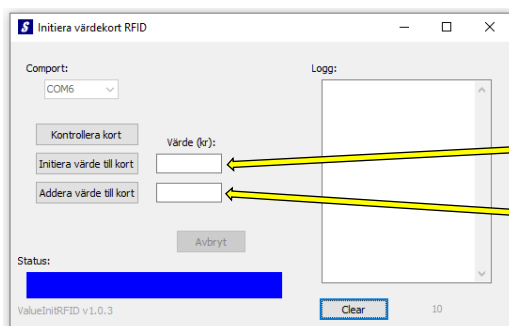 S Initiera värdekort RFID
Comport:
Logg:
COM6
Kontrollera kort
Värde (kr):
Initiera värde till kort
Addera värde till kort
Avbryt
Status:
ValueInitRFID v1.0.3
Clear
10